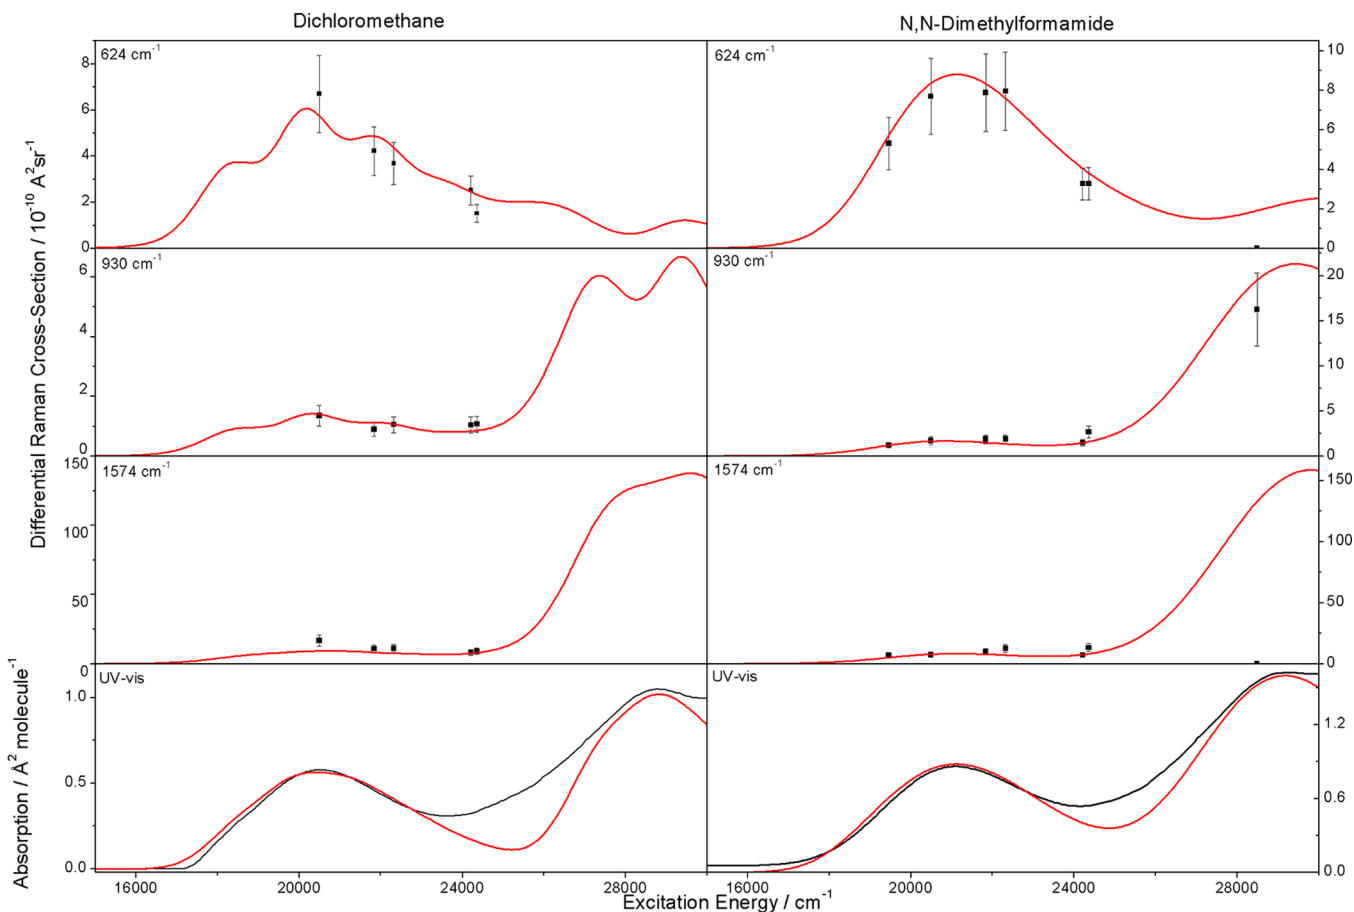 Dichloromethane
N,N-Dimethylformamide
Differential Raman Cross-Section / 10⁻¹⁰ A²sr⁻¹
Absorption / Å² molecule⁻¹
624 cm⁻¹
8
6
4
2
0
624 cm⁻¹
10
8
6
4
2
0
930 cm⁻¹
6
4
2
0
930 cm⁻¹
20
15
10
5
0
1574 cm⁻¹
150
100
50
0
1574 cm⁻¹
150
100
50
0
UV-vis
1.0
0.5
0.0
UV-vis
1.2
0.6
0.0
16000 20000 24000 28000
16000 20000 24000 28000
Excitation Energy / cm⁻¹